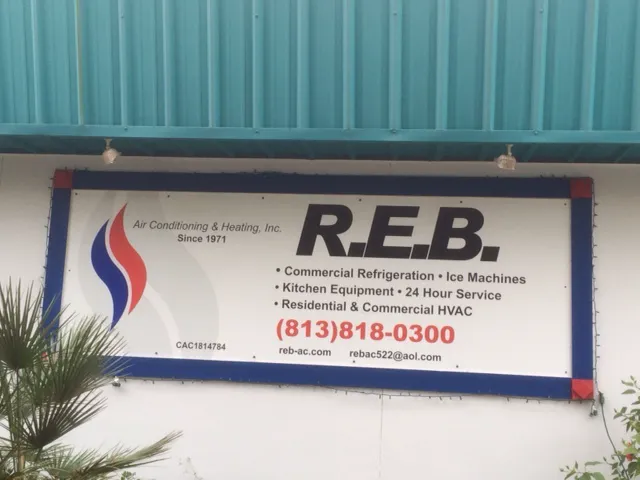 Air Conditioning & Heating, Inc.
Since 1971
R.E.B.
• Commercial Refrigeration • Ice Machines
• Kitchen Equipment • 24 Hour Service
• Residential & Commercial HVAC
(813)818-0300
CAC1814784
reb-ac.com rebac522@aol.com